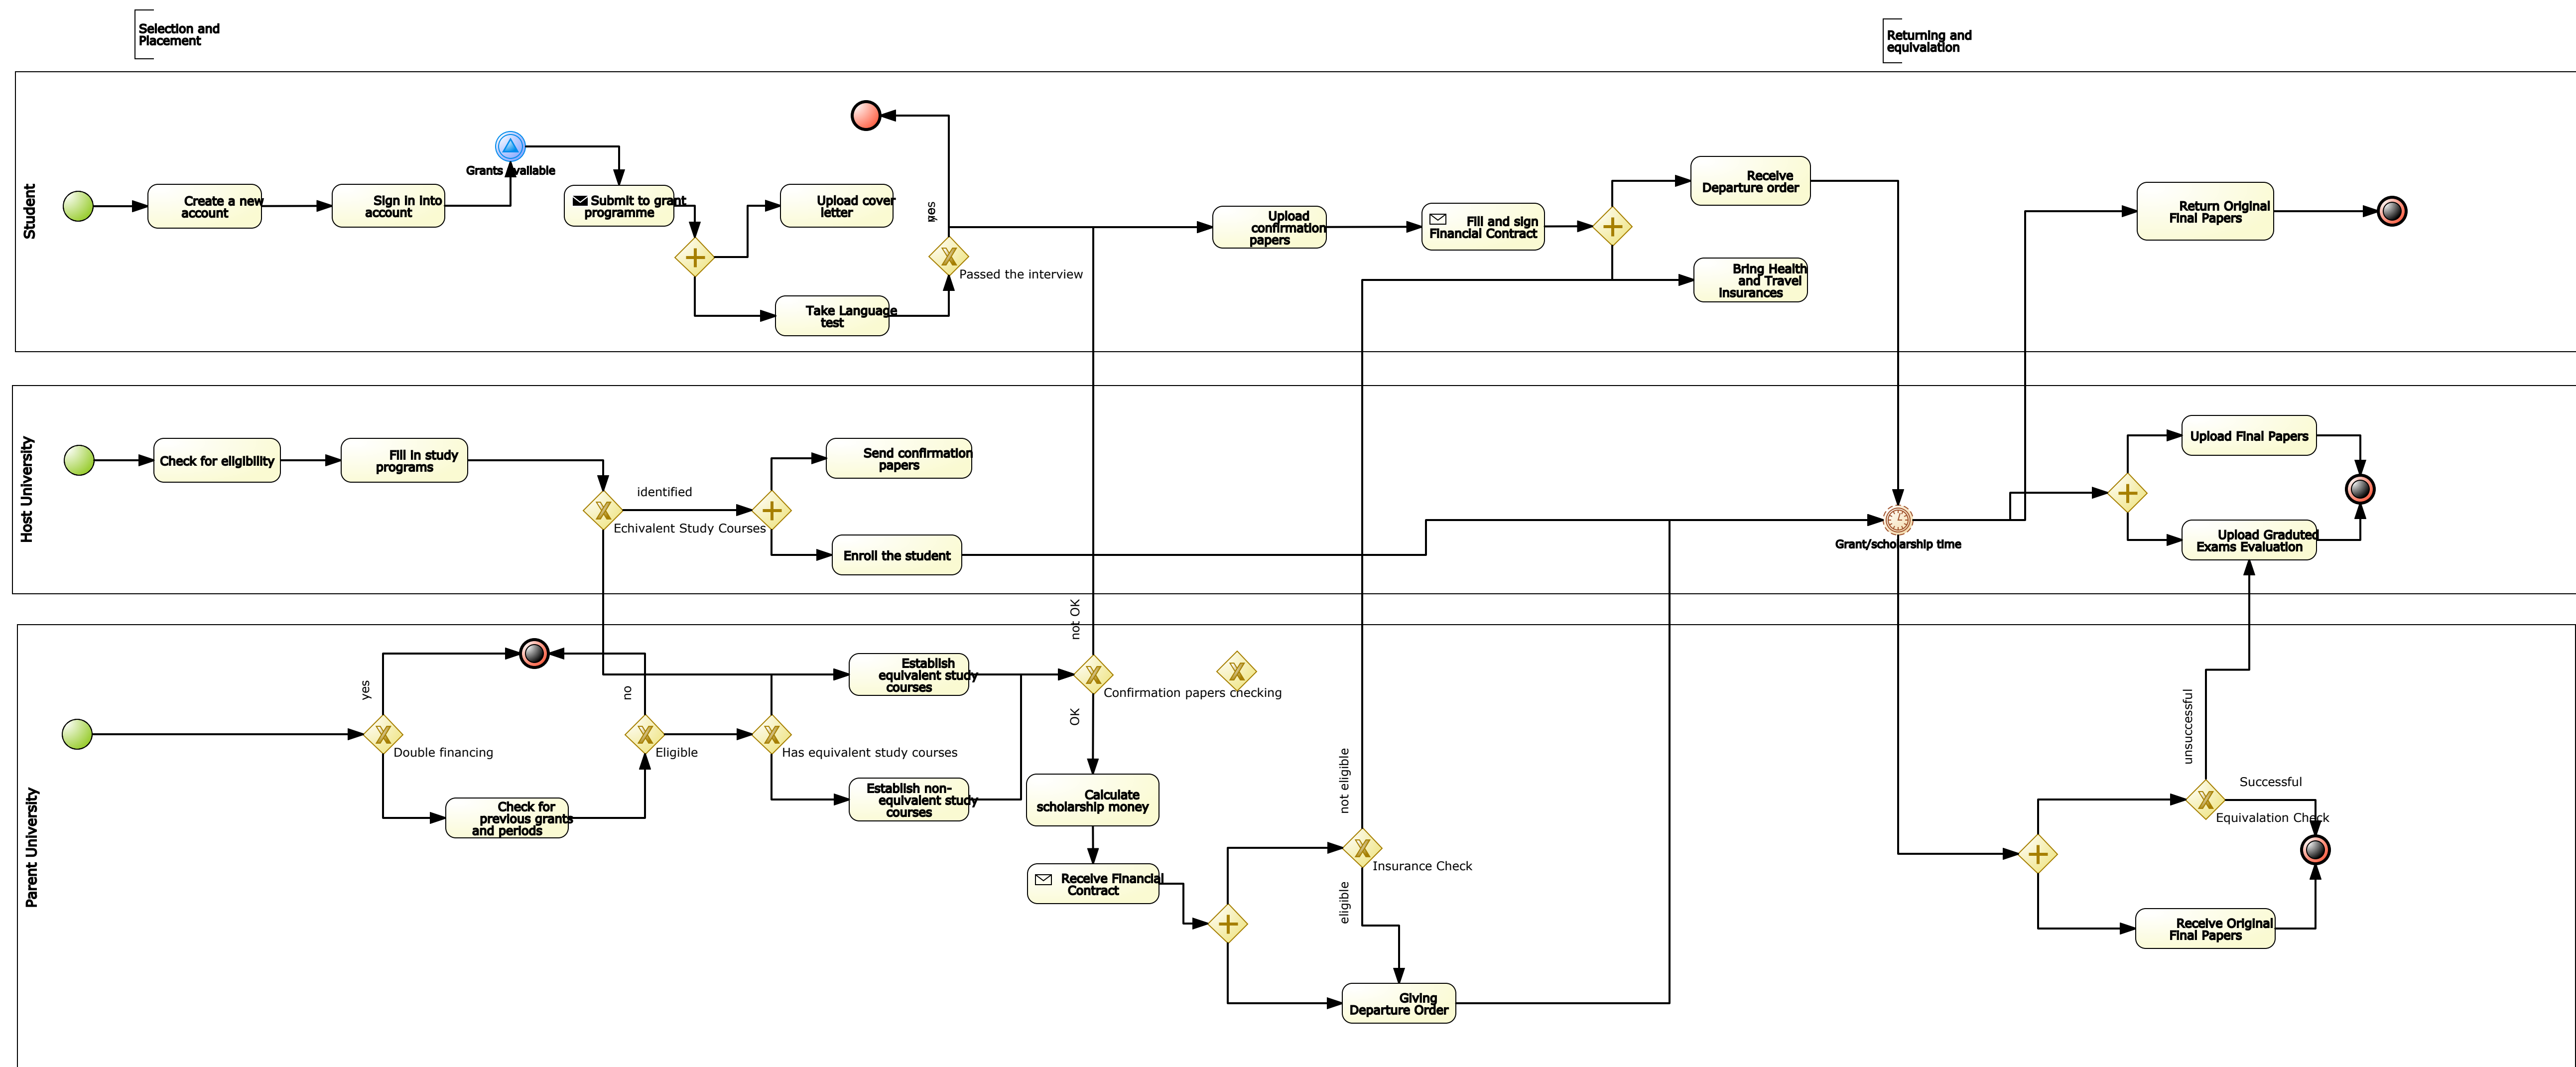 Selection and
Placement
Returning and
equivalation
Student
Grants available
Create a new
account
Sign in into
account
Submit to grant
programme
Upload cover
letter
Take Language
test
Passed the interview
Upload
confirmation
papers
Fill and sign
Financial Contract
Receive
Departure order
Bring Health
and Travel
Insurances
Return Original
Final Papers
Host University
Check for eligibility
Fill in study
programs
identified
Echivalent Study Courses
Send confirmation
papers
Enroll the student
Grant/scholarship time
Upload Final Papers
Upload Graduted
Exams Evaluation
Parent University
yes
Double financing
Check for
previous grants
and periods
no
Eligible
Has equivalent study courses
Establish
equivalent study
courses
Establish non-
equivalent study
courses
not OK
Confirmation papers checking
OK
Calculate
scholarship money
Receive Financial
Contract
not eligible
Insurance Check
eligible
Giving
Departure Order
unsuccessful
Successful
Equivalation Check
Receive Original
Final Papers